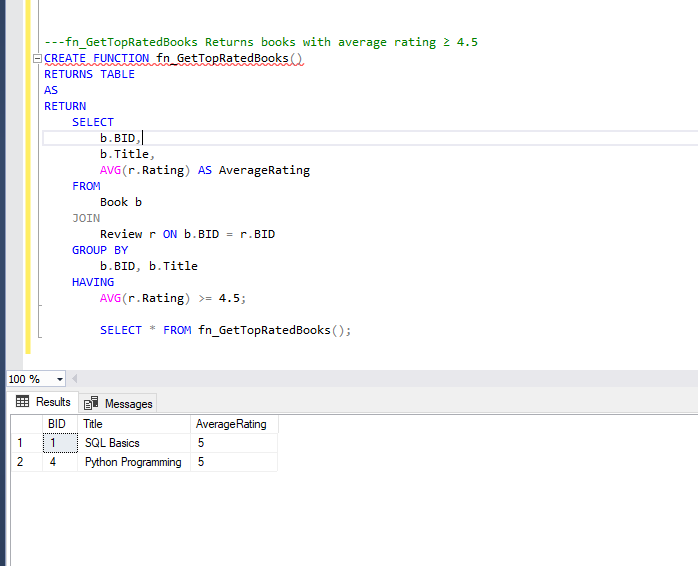 ---fn_GetTopRatedBooks Returns books with average rating ≥ 4.5
CREATE FUNCTION fn_GetTopRatedBooks()
RETURNS TABLE
AS
RETURN
SELECT
b.BID,
b.Title,
AVG(r.Rating) AS AverageRating
FROM
Book b
JOIN
Review r ON b.BID = r.BID
GROUP BY
b.BID, b.Title
HAVING
AVG(r.Rating) >= 4.5;
SELECT * FROM fn_GetTopRatedBooks();
100 %
Results Messages
BID Title AverageRating
1 1 SQL Basics 5
2 4 Python Programming 5